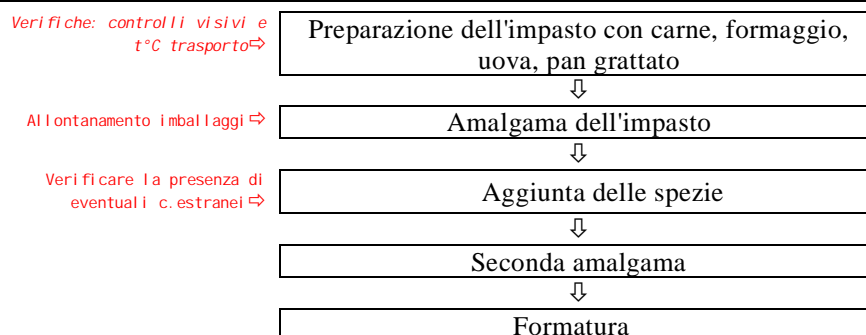 Verifiche: controlli visivi e
t°C trasporto⇨
Preparazione dell'impasto con carne, formaggio,
uova, pan grattato
⇩
Allontanamento imballaggi⇨
Amalgama dell'impasto
⇩
Verificare la presenza di
eventuali c.estranei⇨
Aggiunta delle spezie
⇩
Seconda amalgama
⇩
Formatura